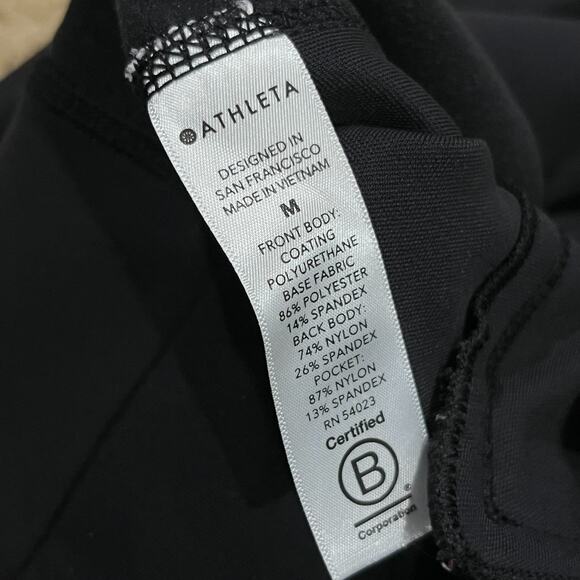 ATHLETA
DESIGNED IN
SAN FRANCISCO
MADE IN VIETNAM
M
FRONT BODY:
COATING
POLYURETHANE
BASE FABRIC
86% POLYESTER
14% SPANDEX
BACK BODY:
74% NYLON
26% SPANDEX
POCKET:
87% NYLON
13% SPANDEX
RN 54023
Certified
B
®
Corporation